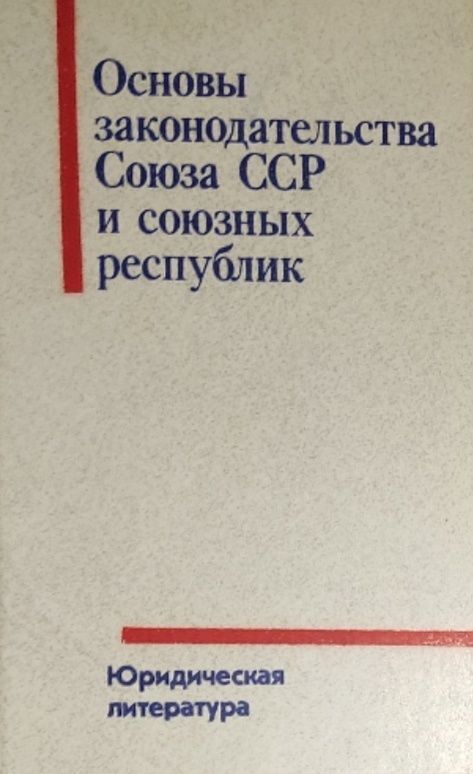 Основы
законодательства
Союза ССР
и союзных
республик
Юридическая
литература